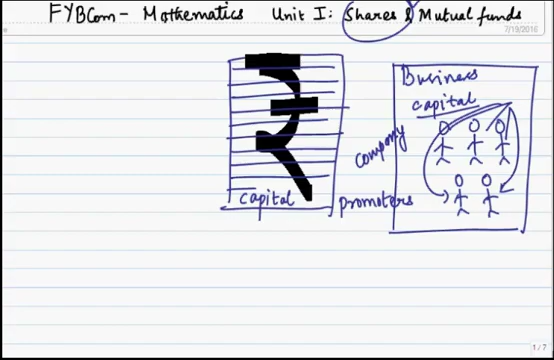 FYBCom - Mathematics Unit I: Shares & Mutual funds
7/19/2016
Business
capital
company
capital
promoters
1/7